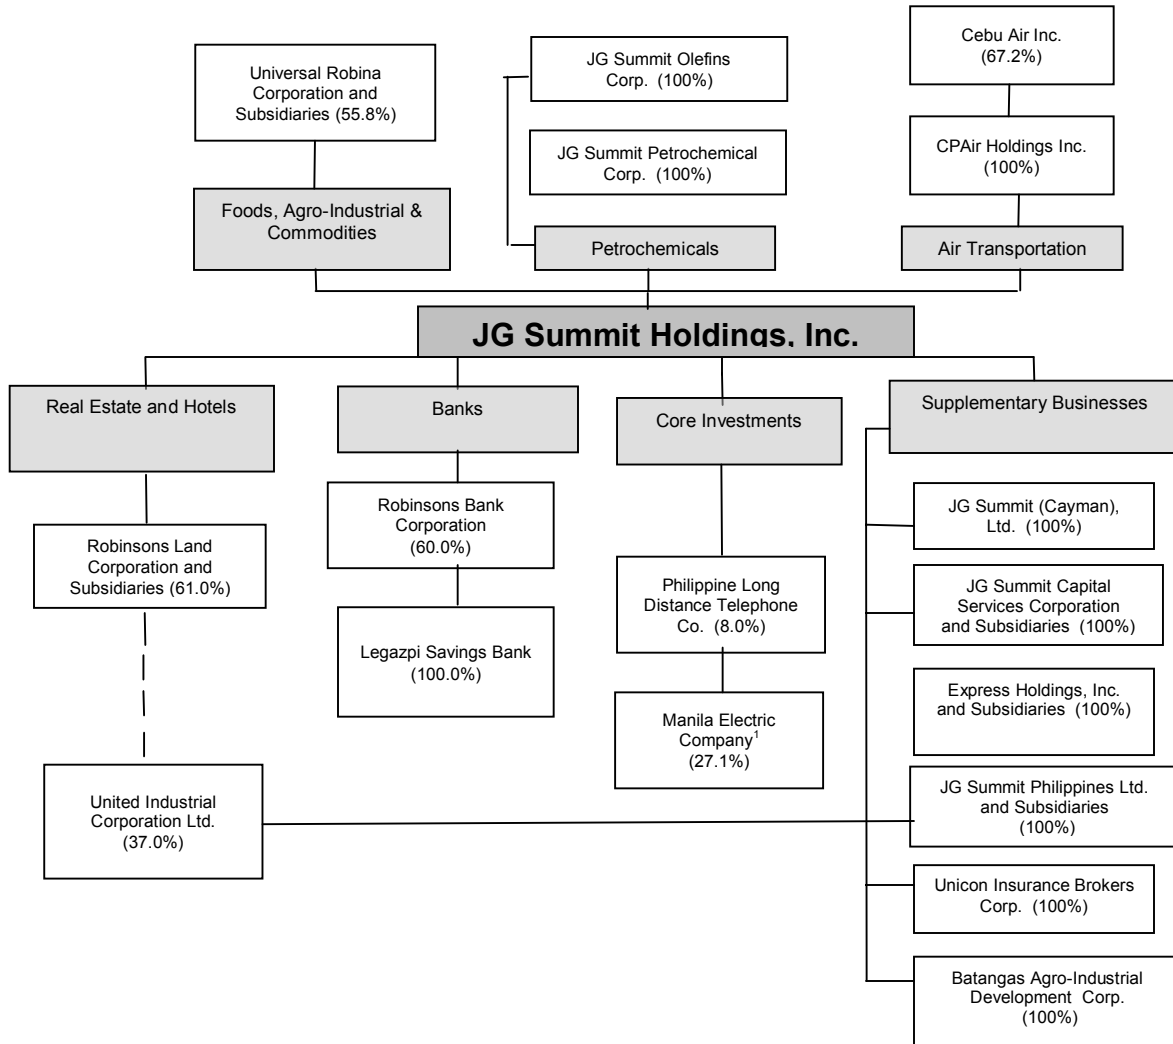 Universal Robina
Corporation and
Subsidiaries (55.8%)
JG Summit Olefins
Corp. (100%)
Cebu Air Inc.
(67.2%)
JG Summit Petrochemical
Corp. (100%)
CPAir Holdings Inc.
(100%)
Foods, Agro-Industrial &
Commodities
Petrochemicals
Air Transportation
JG Summit Holdings, Inc.
Real Estate and Hotels
Banks
Core Investments
Supplementary Businesses
Robinsons Land
Corporation and
Subsidiaries (61.0%)
Robinsons Bank
Corporation
(60.0%)
Legazpi Savings Bank
(100.0%)
Philippine Long
Distance Telephone
Co. (8.0%)
Manila Electric
Company¹
(27.1%)
United Industrial
Corporation Ltd.
(37.0%)
JG Summit (Cayman),
Ltd. (100%)
JG Summit Capital
Services Corporation
and Subsidiaries (100%)
Express Holdings, Inc.
and Subsidiaries (100%)
JG Summit Philippines Ltd.
and Subsidiaries
(100%)
Unicon Insurance Brokers
Corp. (100%)
Batangas Agro-Industrial
Development Corp.
(100%)